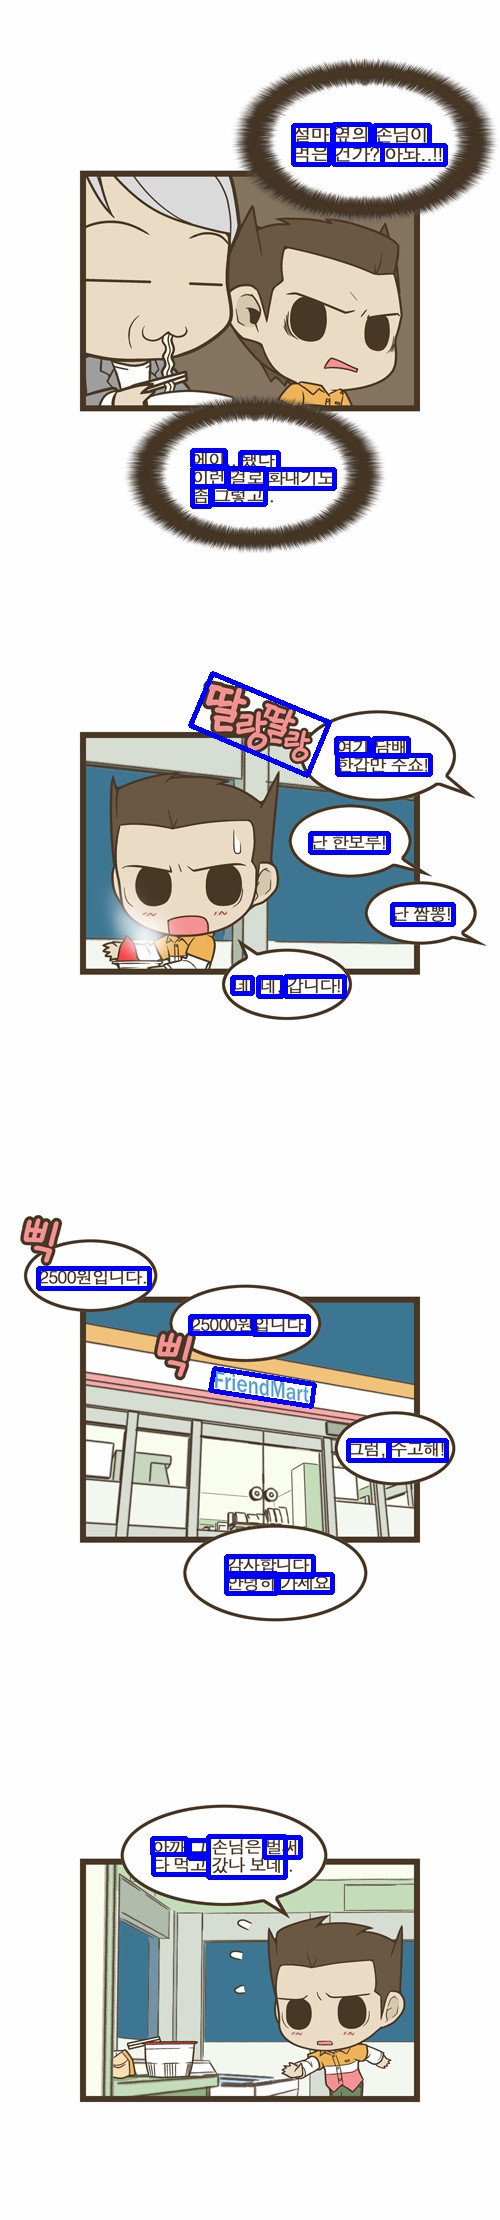 설마 옆의 손님이
먹은 건가? 아놔..!!
에이.. 됐다
이런 걸로 화내기도
좀 그렇고..
딸랑딸랑
여기 담배
한갑만 주쇼!
난 한보루!
난 짬뽕!
네 네, 갑니다!
삑
2500원입니다.
25000원입니다.
삑
FriendMart
그럼, 수고해!
감사합니다
안녕히 가세요
아까 그 손님은 벌써
다 먹고 갔나 보네..